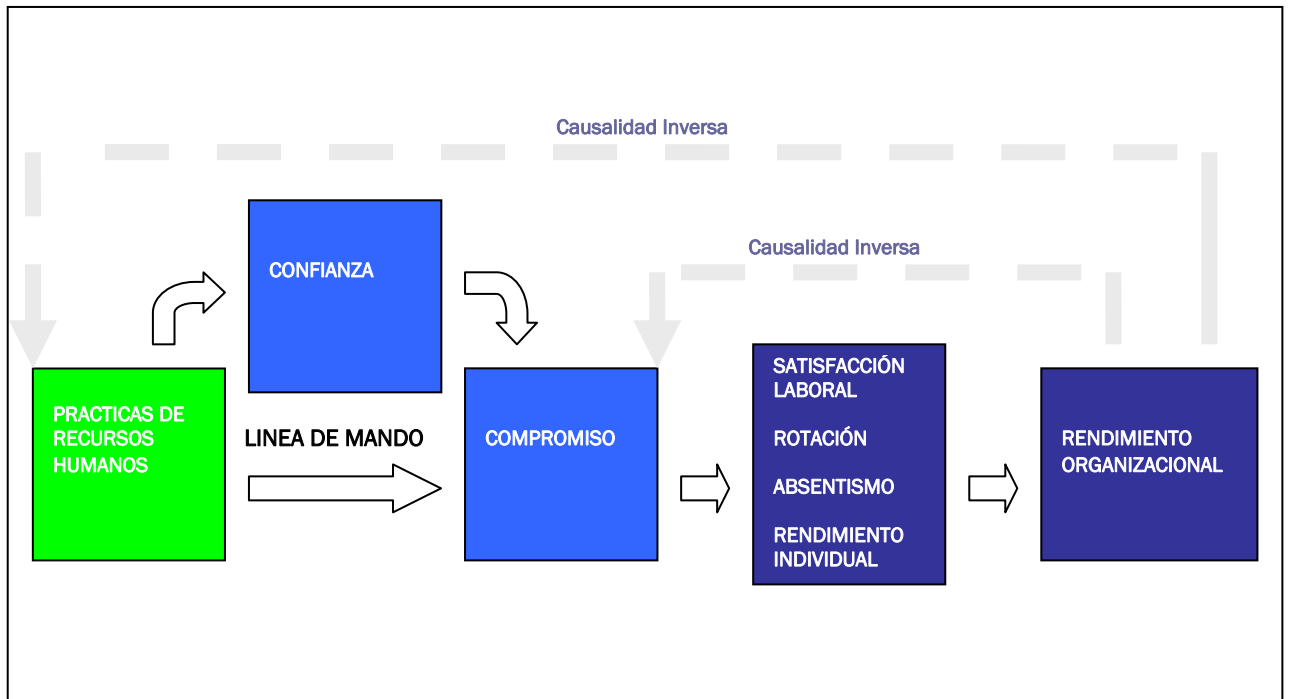 Causalidad Inversa
Causalidad Inversa
CONFIANZA
PRACTICAS DE
RECURSOS
HUMANOS
LINEA DE MANDO
COMPROMISO
SATISFACCIÓN
LABORAL
ROTACIÓN
ABSENTISMO
RENDIMIENTO
INDIVIDUAL
RENDIMIENTO
ORGANIZACIONAL